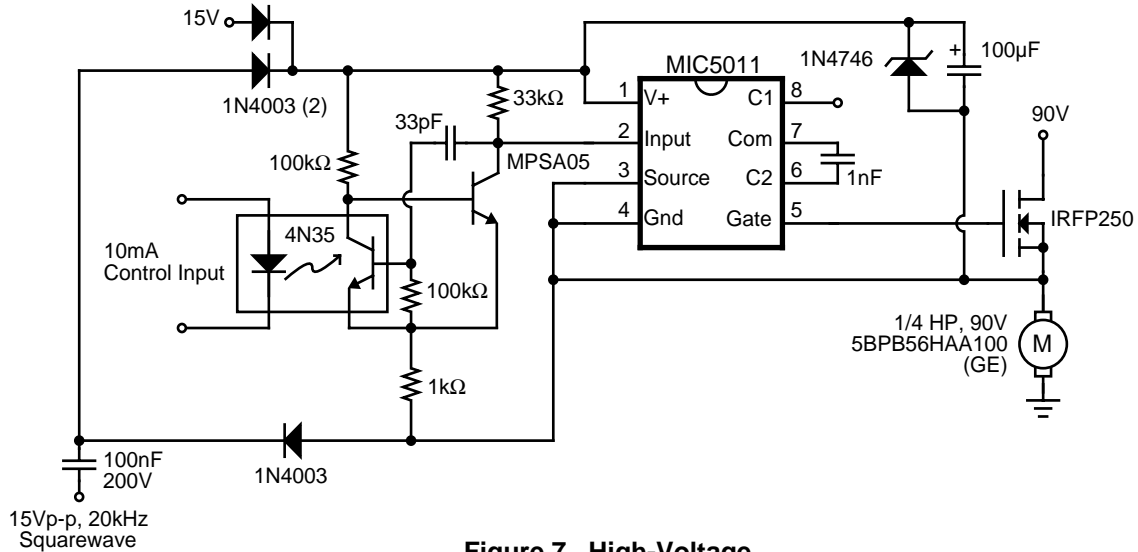 15V
1N4003 (2)
33pF
100kΩ
33kΩ
MPSA05
4N35
10mA
Control Input
100kΩ
1kΩ
1N4003
100nF
200V
15Vp-p, 20kHz
Squarewave
MIC5011
1 V+ C1 8
2 Input Com 7
3 Source C2 6
4 Gnd Gate 5
1nF
1N4746
+
100µF
90V
IRFP250
1/4 HP, 90V
5BPB56HAA100
(GE)
M
Figure 7. High-Voltage